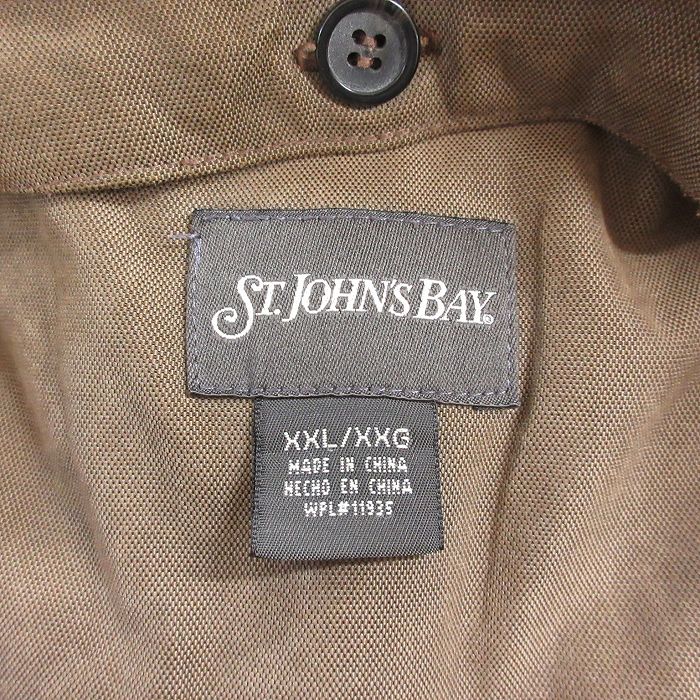 ST. JOHN'S BAY®
XXL/XXG
MADE IN CHINA
HECHO EN CHINA
WPL#11935